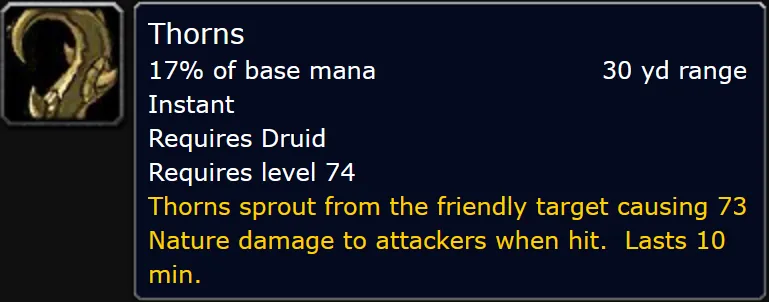 Thorns
17% of base mana 30 yd range
Instant
Requires Druid
Requires level 74
Thorns sprout from the friendly target causing 73
Nature damage to attackers when hit.  Lasts 10
min.